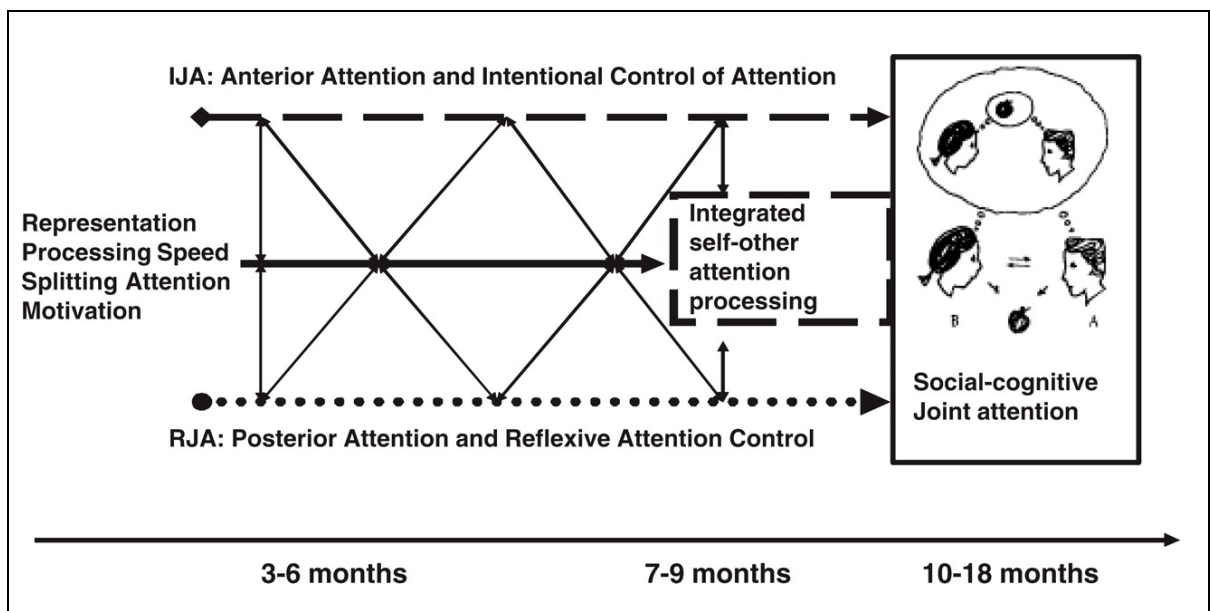 IJA: Anterior Attention and Intentional Control of Attention
Representation
Processing Speed
Splitting Attention
Motivation
Integrated
self-other
attention
processing
B
A
Social-cognitive
Joint attention
RJA: Posterior Attention and Reflexive Attention Control
3-6 months
7-9 months
10-18 months